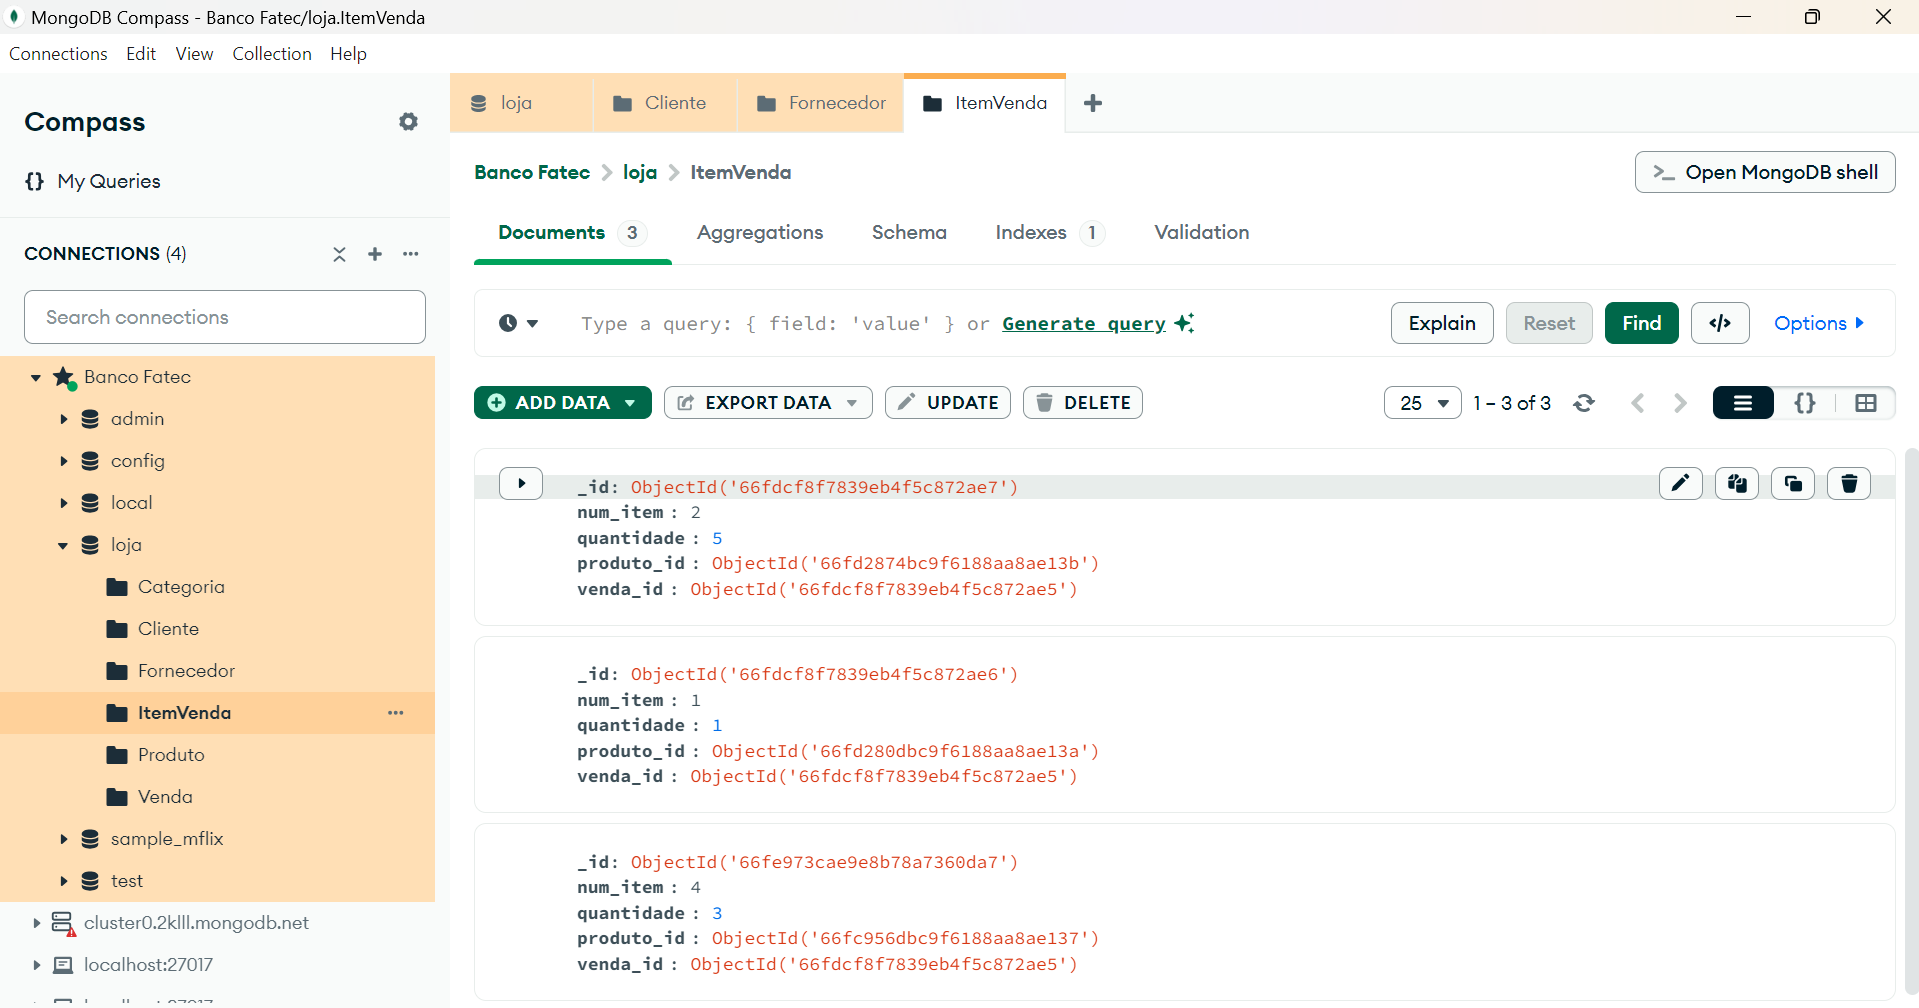 MongoDB Compass - Banco Fatec/loja.ItemVenda
Connections Edit View Collection Help
Compass
My Queries
CONNECTIONS (4)
Search connections
Banco Fatec
admin
config
local
loja
Categoria
Cliente
Fornecedor
ItemVenda
Produto
Venda
sample_mflix
test
cluster0.2klll.mongodb.net
localhost:27017
loja Cliente Fornecedor ItemVenda
Banco Fatec loja ItemVenda
>_ Open MongoDB shell
Documents 3 Aggregations Schema Indexes 1 Validation
Type a query: { field: 'value' } or Generate query
Explain Reset Find </> Options
ADD DATA EXPORT DATA UPDATE DELETE
25 1 – 3 of 3 {}
_id: ObjectId('66fdcf8f7839eb4f5c872ae7')
num_item : 2
quantidade : 5
produto_id : ObjectId('66fd2874bc9f6188aa8ae13b')
venda_id : ObjectId('66fdcf8f7839eb4f5c872ae5')
_id: ObjectId('66fdcf8f7839eb4f5c872ae6')
num_item : 1
quantidade : 1
produto_id : ObjectId('66fd280dbc9f6188aa8ae13a')
venda_id : ObjectId('66fdcf8f7839eb4f5c872ae5')
_id: ObjectId('66fe973cae9e8b78a7360da7')
num_item : 4
quantidade : 3
produto_id : ObjectId('66fc956dbc9f6188aa8ae137')
venda_id : ObjectId('66fdcf8f7839eb4f5c872ae5')